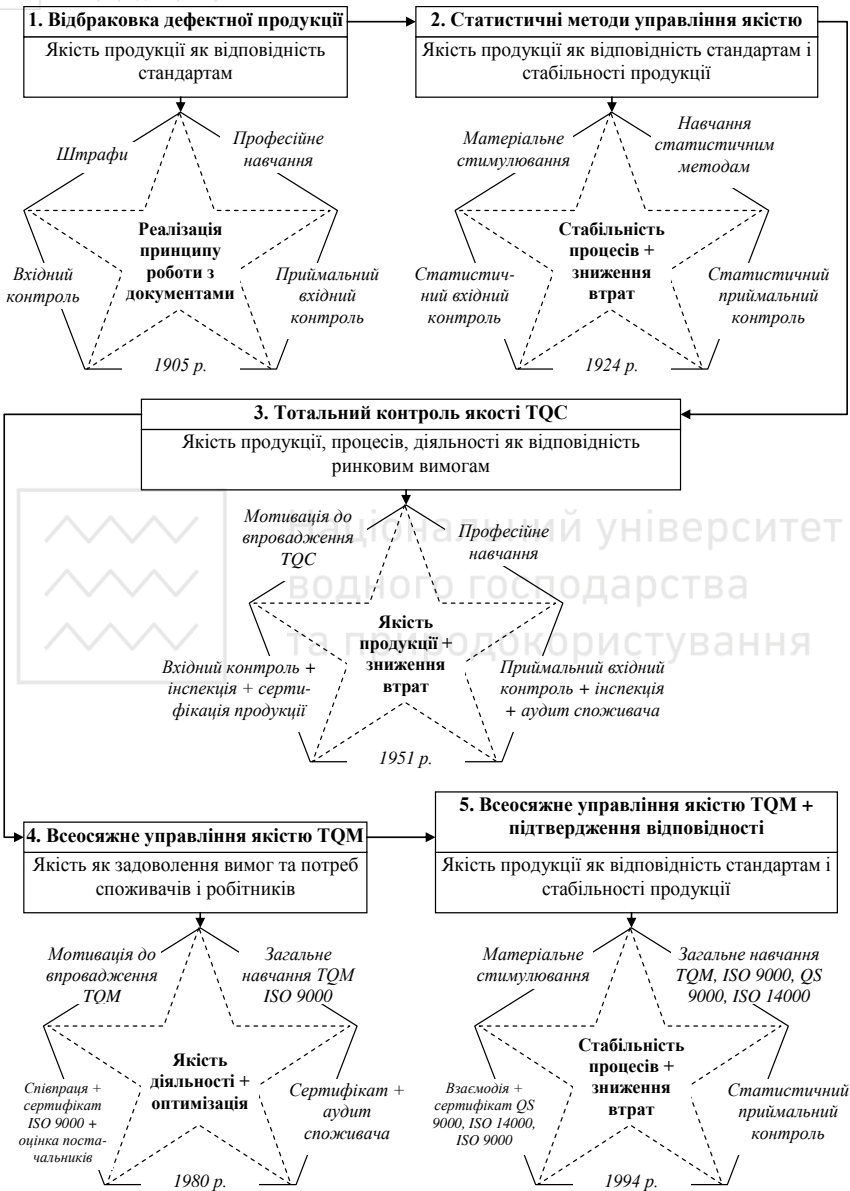 1. Відбраковка дефектної продукції
Якість продукції як відповідність
стандартам
Штрафи
Професійне
навчання
Реалізація
принципу
роботи з
документами
Вхідний
контроль
Приймальний
вхідний
контроль
1905 р.
2. Статистичні методи управління якістю
Якість продукції як відповідність стандартам і
стабільності продукції
Матеріальне
стимулювання
Навчання
статистичним
методам
Стабільність
процесів +
зниження
втрат
Статистич-
ний вхідний
контроль
Статистичний
приймальний
контроль
1924 р.
3. Тотальний контроль якості TQC
Якість продукції, процесів, діяльності як відповідність
ринковим вимогам
Мотивація до
впровадження
TQC
Професійне
навчання
Якість
продукції +
зниження
втрат
Вхідний контроль +
інспекція + серти-
фікація продукції
Приймальний вхідний
контроль + інспекція
+ аудит споживача
1951 р.
Національний університет
водного господарства
та природокористування
4. Всеосяжне управління якістю TQM
Якість як задоволення вимог та потреб
споживачів і робітників
Мотивація до
впровадження
TQM
Загальне
навчання TQM
ISO 9000
Якість
діяльності +
оптимізація
Співпраця +
сертифікат
ISO 9000 +
оцінка поста-
чальників
Сертифікат +
аудит
споживача
1980 р.
5. Всеосяжне управління якістю TQM +
підтвердження відповідності
Якість продукції як відповідність стандартам і
стабільності продукції
Матеріальне
стимулювання
Загальне навчання
TQM, ISO 9000, QS
9000, ISO 14000
Стабільність
процесів +
зниження
втрат
Взаємодія +
сертифікат QS
9000, ISO 14000,
ISO 9000
Статистичний
приймальний
контроль
1994 р.